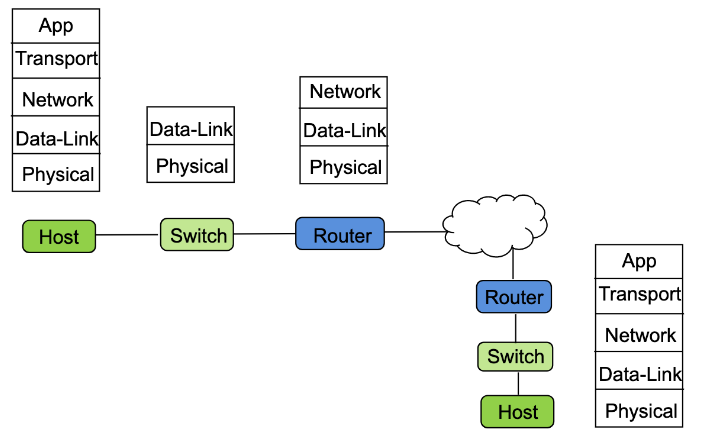 App
Transport
Network
Data-Link
Physical
Data-Link
Physical
Network
Data-Link
Physical
Host
Switch
Router
Router
Switch
Host
App
Transport
Network
Data-Link
Physical